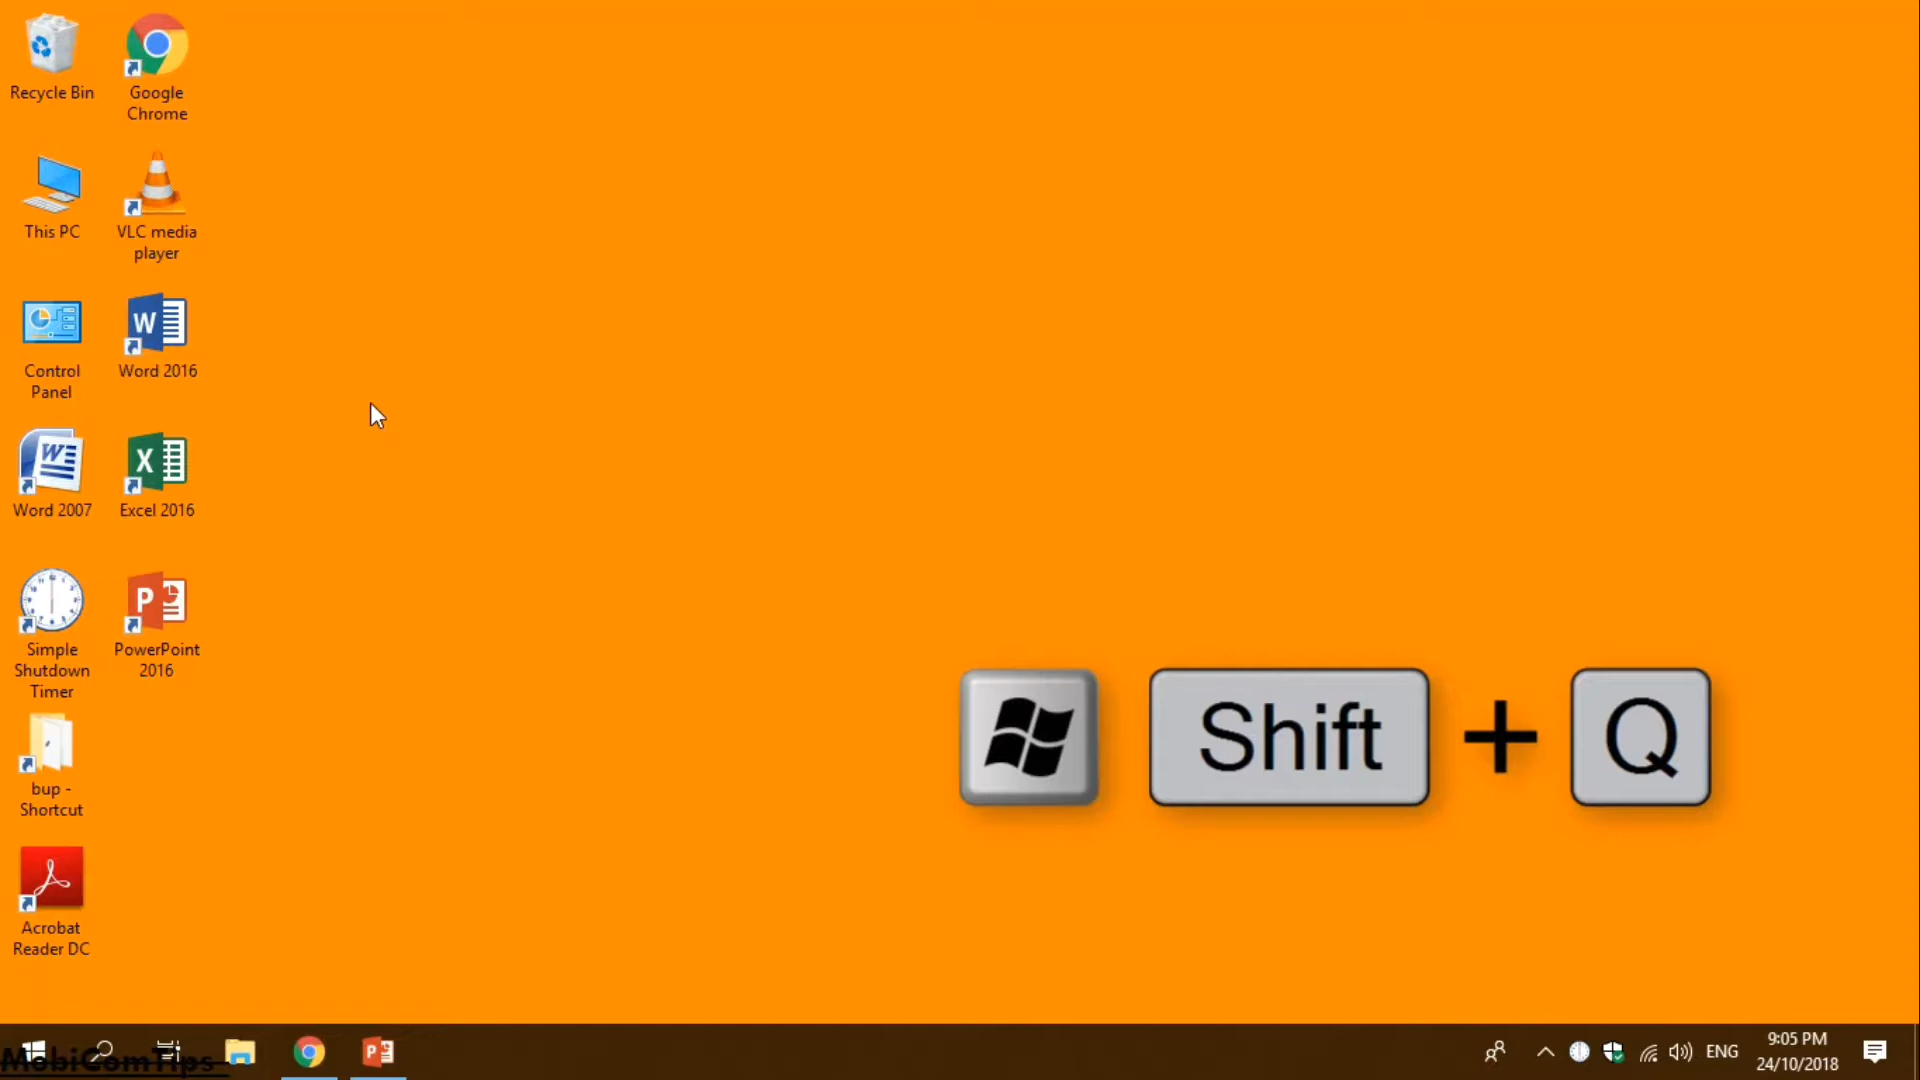 Recycle Bin
Google
Chrome
This PC
VLC media
player
Control
Panel
Word 2016
Word 2007
Excel 2016
Simple
Shutdown
Timer
PowerPoint
2016
bup -
Shortcut
Acrobat
Reader DC
Shift + Q
MobiComTips
ENG
9:05 PM
24/10/2018